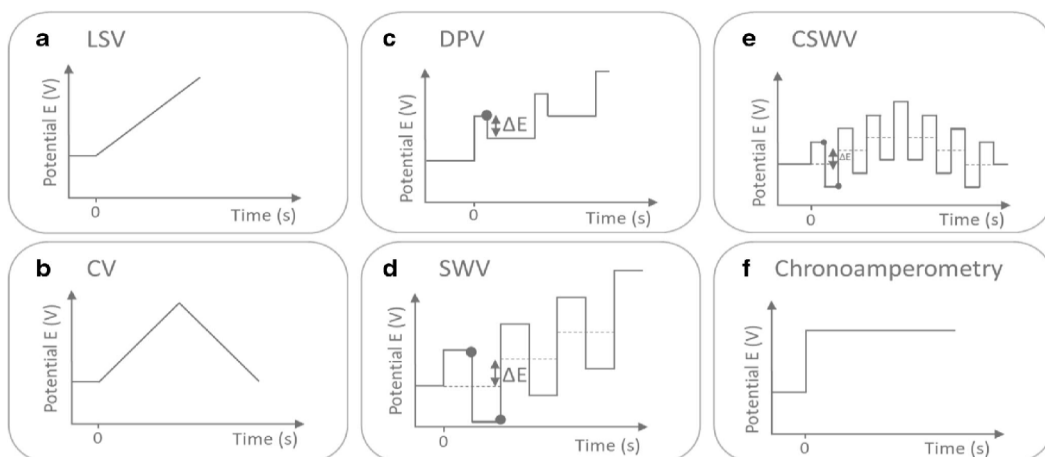 a LSV
Potential E (V)
0
Time (s)
b CV
Potential E (V)
0
Time (s)
c DPV
Potential E (V)
ΔE
0
Time (s)
d SWV
Potential E (V)
ΔE
0
Time (s)
e CSWV
Potential E (V)
ΔE
0
Time (s)
f Chronoamperometry
Potential E (V)
0
Time (s)